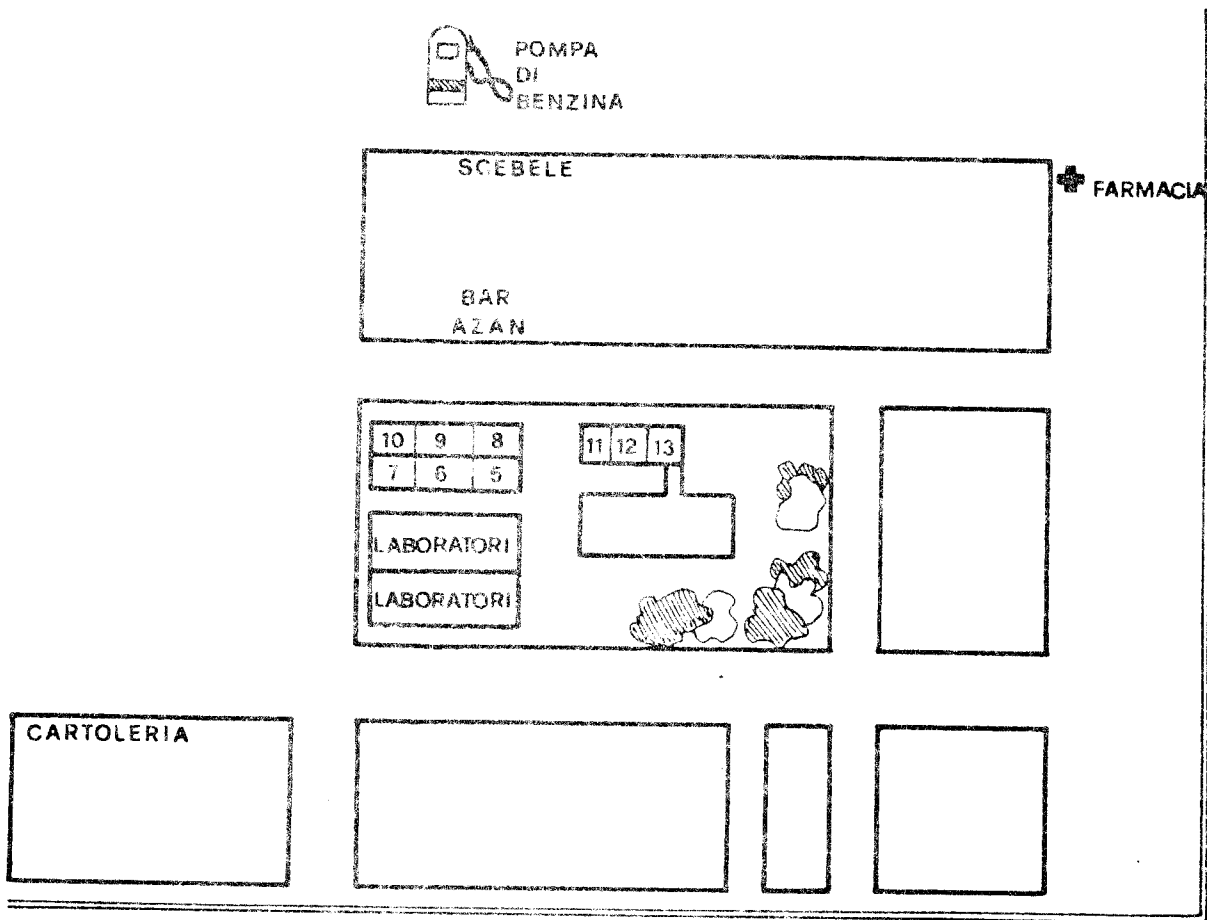 POMPA
DI
BENZINA
SCEBELE
FARMACIA
BAR
AZAN
10 9 8
7 6 5
11 12 13
LABORATORI
LABORATORI
CARTOLERIA